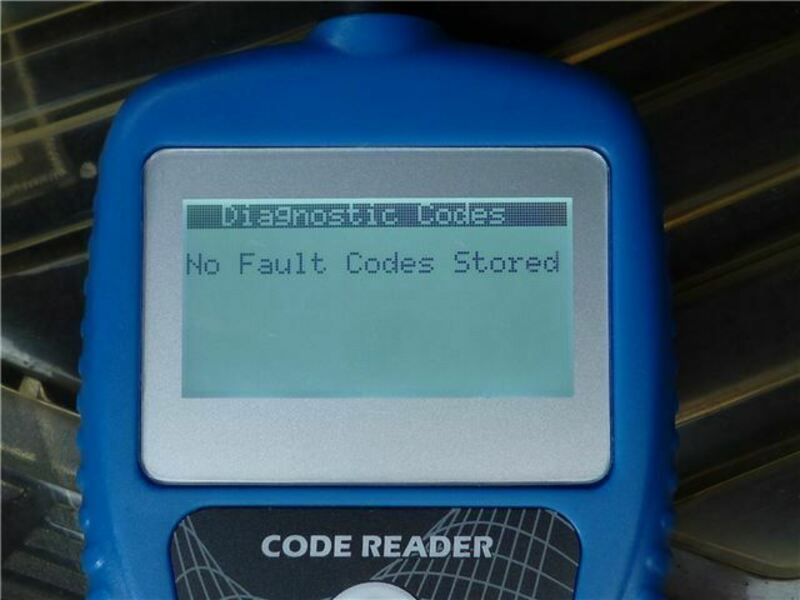 Diagnostic Codes
No Fault Codes Stored
CODE READER